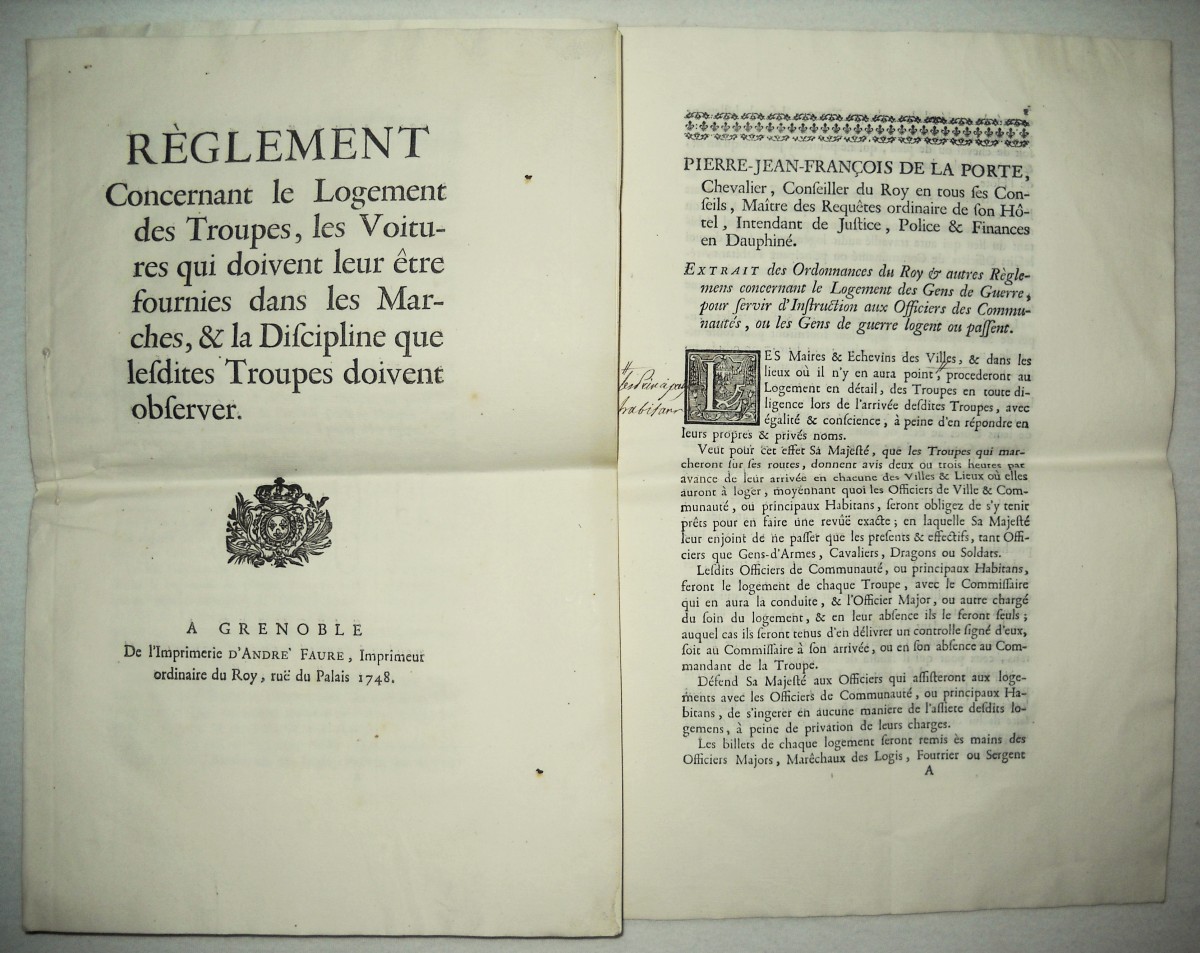 RÈGLEMENT
Concernant le Logement
des Troupes, les Voitu-
res qui doivent leur être
fournies dans les Mar-
ches, & la Diſcipline que
leſdites Troupes doivent
obſerver.
A GRENOBLE
De l'Imprimerie D'ANDRE' FAURE, Imprimeur
ordinaire du Roy, ruë du Palais 1748.
PIERRE-JEAN-FRANÇOIS DE LA PORTE,
Chevalier, Conſeiller du Roy en tous ſes Con-
ſeils, Maître des Requêtes ordinaire de ſon Hô-
tel, Intendant de Juſtice, Police & Finances
en Dauphiné.
EXTRAIT des Ordonnances du Roy & autres Règle-
mens concernant le Logement des Gens de Guerre,
pour ſervir d'Inſtruction aux Officiers des Commu-
nautés, ou les Gens de guerre logent ou paſſent.
LES Maires & Echevins des Villes, & dans les
lieux où il n'y en aura point, procederont au
Logement en détail, des Troupes en toute di-
ligence lors de l'arrivée deſdites Troupes, avec
égalité & conſcience, à peine d'en répondre en
leurs propres & privés noms.
Veut pour cet effet Sa Majeſté, que les Troupes qui mar-
cheront ſur ſes routes, donnent avis deux ou trois heures par
avance de leur arrivée en chacune des Villes & Lieux où elles
auront à loger, moyénnant quoi les Officiers de Ville & Com-
munauté, ou principaux Habitans, ſeront obligez de s'y tenir
prêts pour en faire une revûë exacte; en laquelle Sa Majeſté
leur enjoint de ne paſſer que les preſents & effectifs, tant Offi-
ciers que Gens-d'Armes, Cavaliers, Dragons ou Soldats.
Leſdits Officiers de Communauté, ou principaux Habitans,
feront le logement de chaque Troupe, avec le Commiſſaire
qui en aura la conduite, & l'Officier Major, ou autre chargé
du ſoin du logement, & en leur abſence ils le feront ſeuls;
auquel cas ils ſeront tenus d'en délivrer un controlle ſigné d'eux,
ſoit au Commiſſaire à ſon arrivée, ou en ſon abſence au Com-
mandant de la Troupe.
Défend Sa Majeſté aux Officiers qui aſſiſteront aux loge-
ments avec les Officiers de Communauté, ou principaux Ha-
bitans, de s'ingerer en aucune maniere de l'aſſiete deſdits lo-
gemens, à peine de privation de leurs charges.
Les billets de chaque logement ſeront remis ès mains des
Officiers Majors, Marêchaux des Logis, Fourrier ou Sergent
A